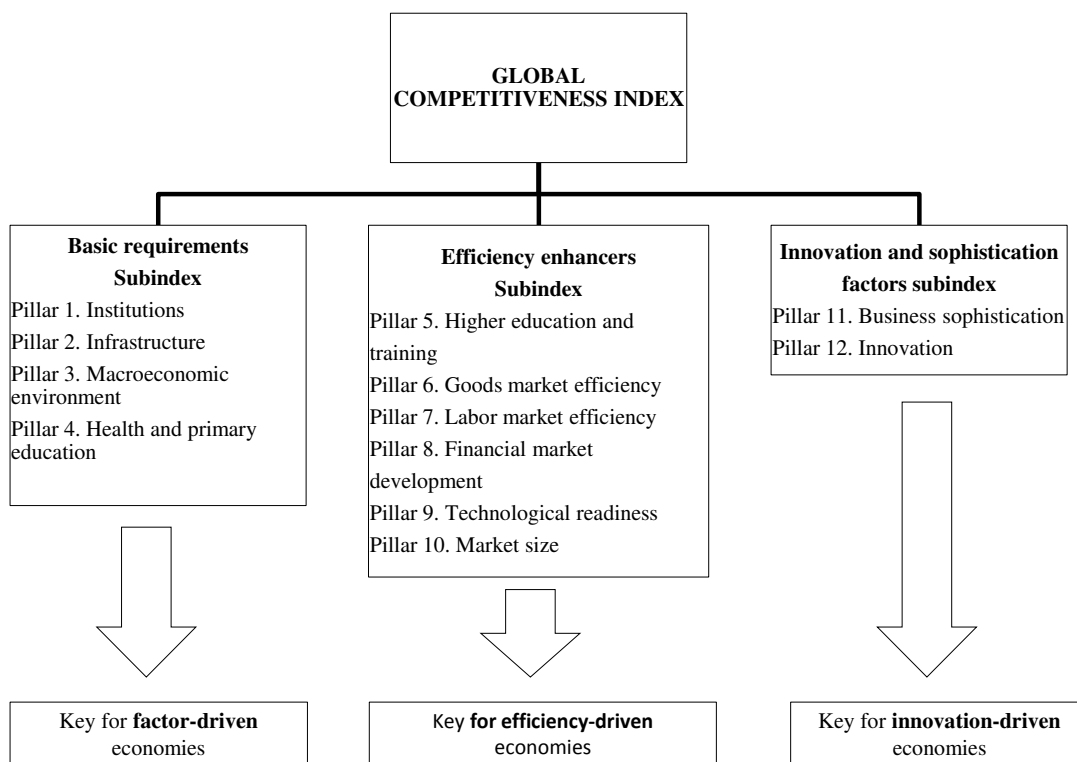 GLOBAL
COMPETITIVENESS INDEX
Basic requirements
Subindex
Pillar 1. Institutions
Pillar 2. Infrastructure
Pillar 3. Macroeconomic
environment
Pillar 4. Health and primary
education
Efficiency enhancers
Subindex
Pillar 5. Higher education and
training
Pillar 6. Goods market efficiency
Pillar 7. Labor market efficiency
Pillar 8. Financial market
development
Pillar 9. Technological readiness
Pillar 10. Market size
Innovation and sophistication
factors subindex
Pillar 11. Business sophistication
Pillar 12. Innovation
Key for factor-driven
economies
Key for efficiency-driven
economies
Key for innovation-driven
economies